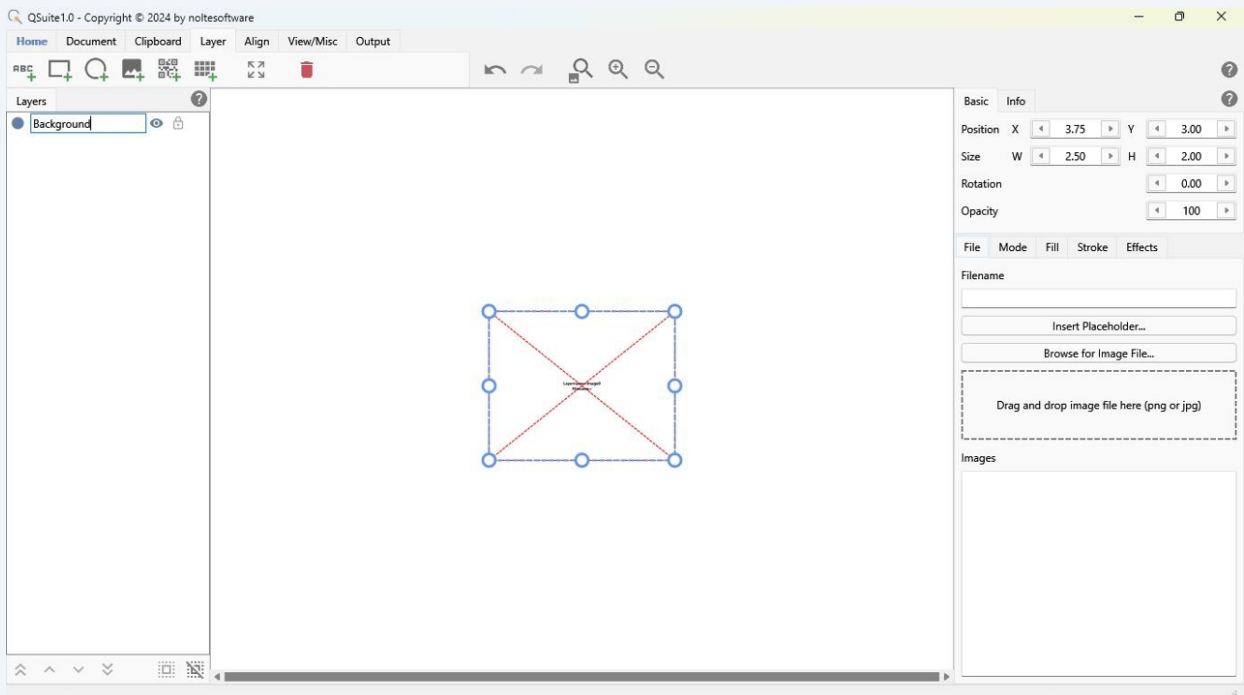 QSuite1.0 - Copyright © 2024 by noltesoftware
Home Document Clipboard Layer Align View/Misc Output
ABC
Layers
Background
Basic Info
Position X 3.75 Y 3.00
Size W 2.50 H 2.00
Rotation 0.00
Opacity 100
File Mode Fill Stroke Effects
Filename
Insert Placeholder...
Browse for Image File...
Drag and drop image file here (png or jpg)
Images